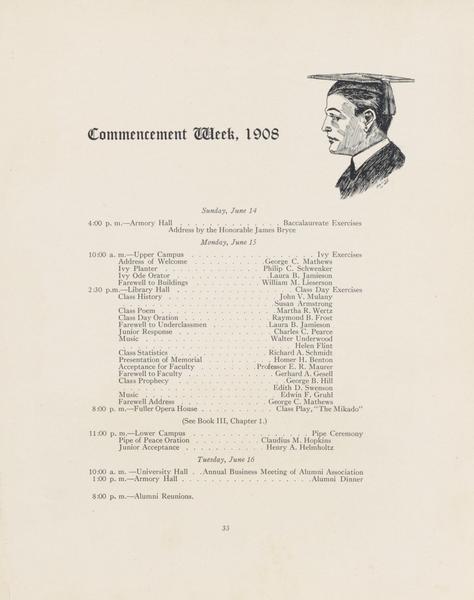 Commencement Week, 1908
Sunday, June 14
4:00 p. m.—Armory Hall . . . . . . . . . . . . . Baccalaureate Exercises
Address by the Honorable James Bryce
Monday, June 15
10:00 a. m.—Upper Campus . . . . . . . . . . . . . Ivy Exercises
Address of Welcome . . . . . . . . . George C. Mathews
Ivy Planter . . . . . . . . . . . . Philip C. Schwenker
Ivy Ode Orator . . . . . . . . . . . Laura B. Jamieson
Farewell to Buildings . . . . . . . . William M. Lieserson
2:30 p.m.—Library Hall . . . . . . . . . . . . Class Day Exercises
Class History . . . . . . . . . . . . John V. Mulany
. . . . . . . . . . . . Susan Armstrong
Class Poem . . . . . . . . . . . . Martha R. Wertz
Class Day Oration . . . . . . . . . Raymond B. Frost
Farewell to Underclassmen . . . . . . Laura B. Jamieson
Junior Response . . . . . . . . . . Charles C. Pearce
Music . . . . . . . . . . . . . Walter Underwood
Helen Flint
Class Statistics . . . . . . . . . . Richard A. Schmidt
Presentation of Memorial . . . . . . . Homer H. Benton
Acceptance for Faculty . . . . . . Professor E. R. Maurer
Farewell to Faculty . . . . . . . . . Gerhard A. Gesell
Class Prophecy . . . . . . . . . . . George B. Hill
. . . . . . . . . . . . Edith D. Swenson
Music . . . . . . . . . . . . . . Edwin F. Gruhl
Farewell Address . . . . . . . . . George C. Mathews
8:00 p. m.—Fuller Opera House . . . . . . . . . Class Play, "The Mikado"
(See Book III, Chapter 1.)
11:00 p. m.—Lower Campus . . . . . . . . . . . . Pipe Ceremony
Pipe of Peace Oration . . . . . . . Claudius M. Hopkins
Junior Acceptance . . . . . . . . . Henry A. Helmholtz
Tuesday, June 16
10:00 a. m.—University Hall . . Annual Business Meeting of Alumni Association
1:00 p. m.—Armory Hall . . . . . . . . . . . . . . Alumni Dinner
8:00 p. m.—Alumni Reunions.
35